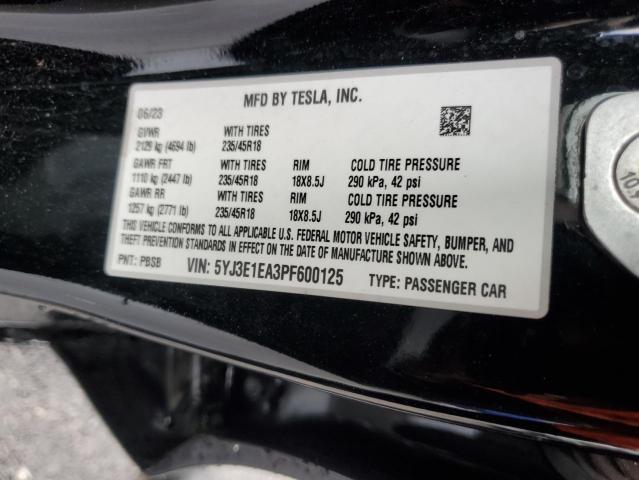 MFD BY TESLA, INC.
06/23
GVWR WITH TIRES
2129 kg (4694 lb) 235/45R18
GAWR FRT WITH TIRES RIM COLD TIRE PRESSURE
1110 kg (2447 lb) 235/45R18 18X8.5J 290 kPa, 42 psi
GAWR RR WITH TIRES RIM COLD TIRE PRESSURE
1257 kg (2771 lb) 235/45R18 18X8.5J 290 kPa, 42 psi
THIS VEHICLE CONFORMS TO ALL APPLICABLE U.S. FEDERAL MOTOR VEHICLE SAFETY, BUMPER, AND
THEFT PREVENTION STANDARDS IN EFFECT ON THE DATE OF MANUFACTURE SHOWN ABOVE.
PNT: PBSB VIN: 5YJ3E1EA3PF600125 TYPE: PASSENGER CAR